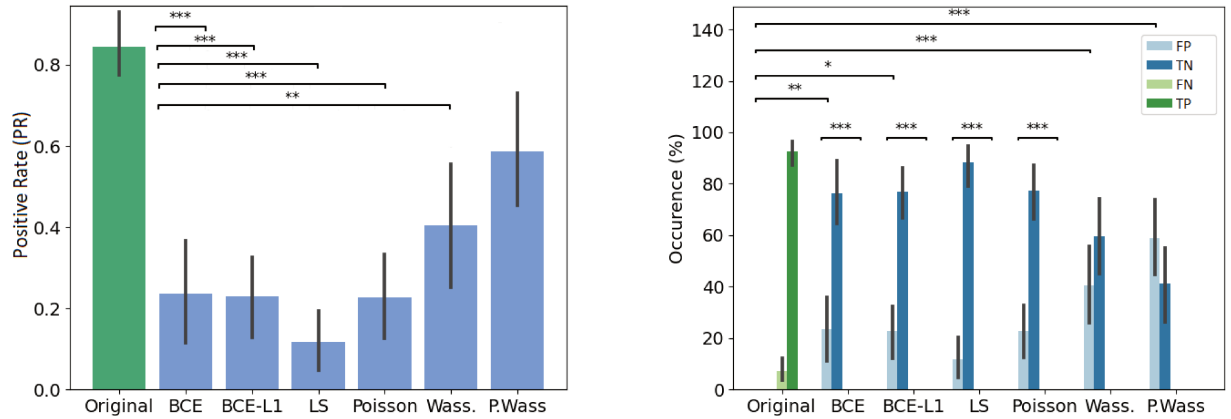 Positive Rate (PR)
0.8
0.6
0.4
0.2
0.0
***
***
***
***
**
Original BCE BCE-L1 LS Poisson Wass. P.Wass
Occurence (%)
140
120
100
80
60
40
20
0
***
***
*
**
*** *** *** ***
FP
TN
FN
TP
Original BCE BCE-L1 LS Poisson Wass. P.Wass